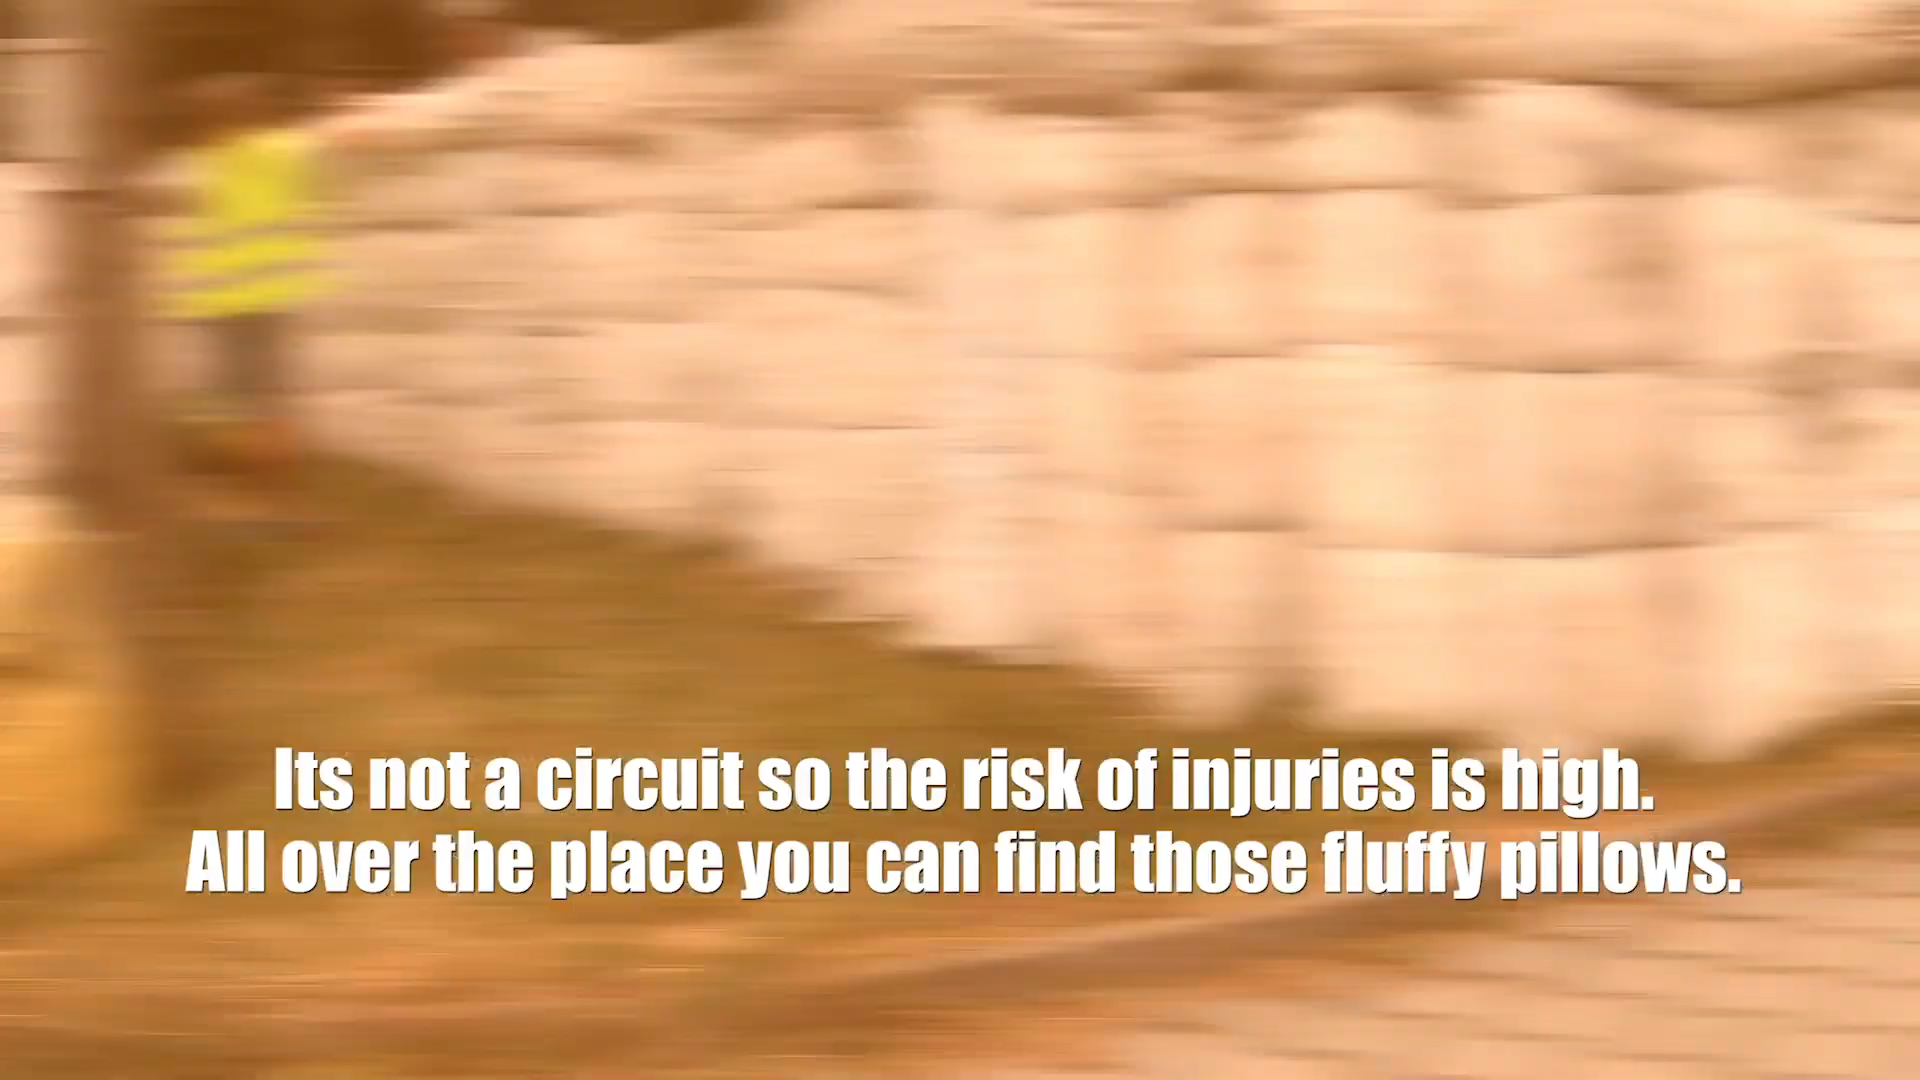 Its not a circuit so the risk of injuries is high.
All over the place you can find those fluffy pillows.